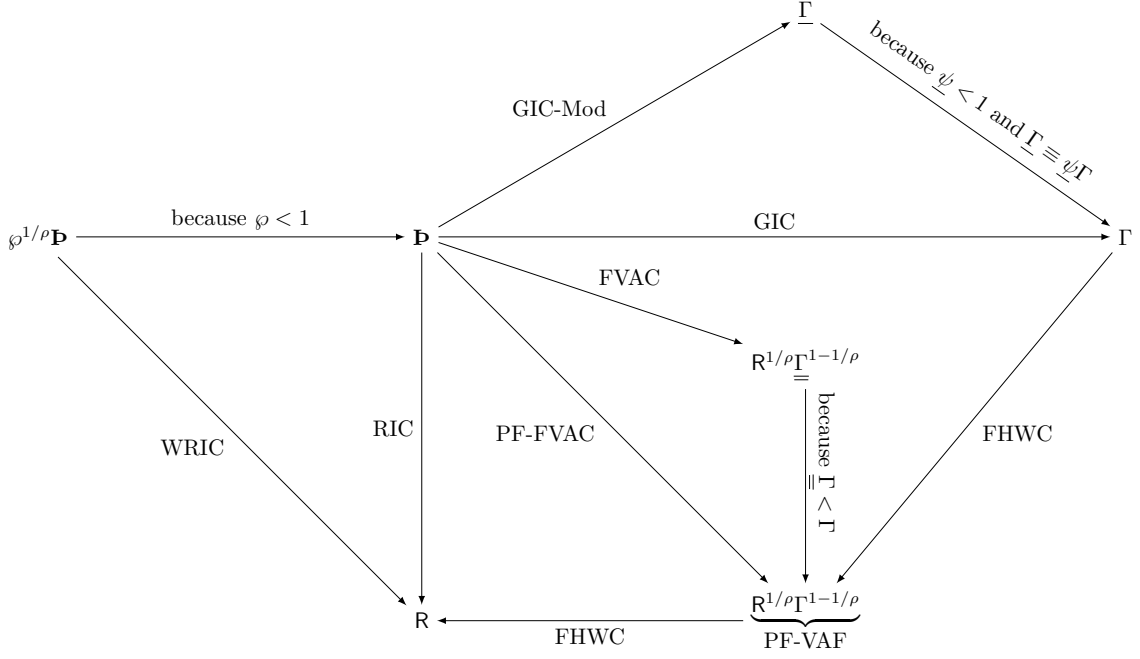 Γ̲
because ψ̲ < 1 and Γ̲ ≡ ψ̲Γ
GIC-Mod
because ℘ < 1
GIC
℘^{1/ρ}Þ
Þ
Γ
FVAC
R^{1/ρ}Γ̳^{1−1/ρ}
because Γ̳ < Γ
WRIC
RIC
PF-FVAC
FHWC
R^{1/ρ}Γ^{1−1/ρ}
R
FHWC
PF-VAF